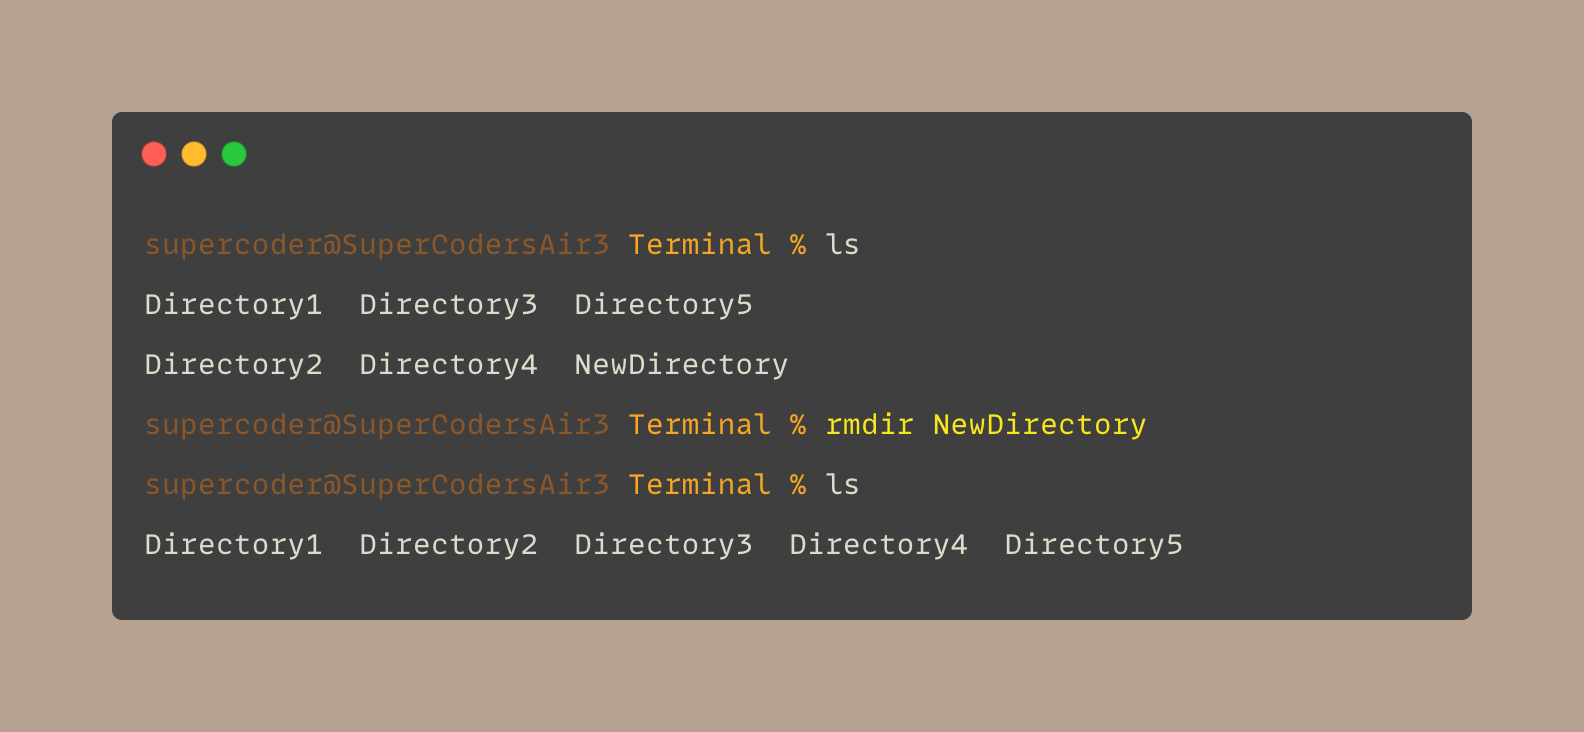 supercoder@SuperCodersAir3 Terminal % ls
Directory1  Directory3  Directory5
Directory2  Directory4  NewDirectory
supercoder@SuperCodersAir3 Terminal % rmdir NewDirectory
supercoder@SuperCodersAir3 Terminal % ls
Directory1  Directory2  Directory3  Directory4  Directory5